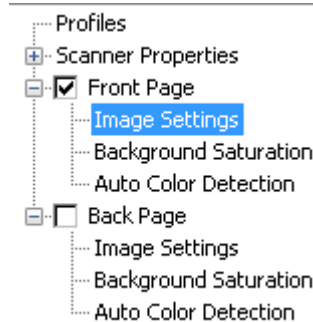 Profiles
Scanner Properties
Front Page
Image Settings
Background Saturation
Auto Color Detection
Back Page
Image Settings
Background Saturation
Auto Color Detection